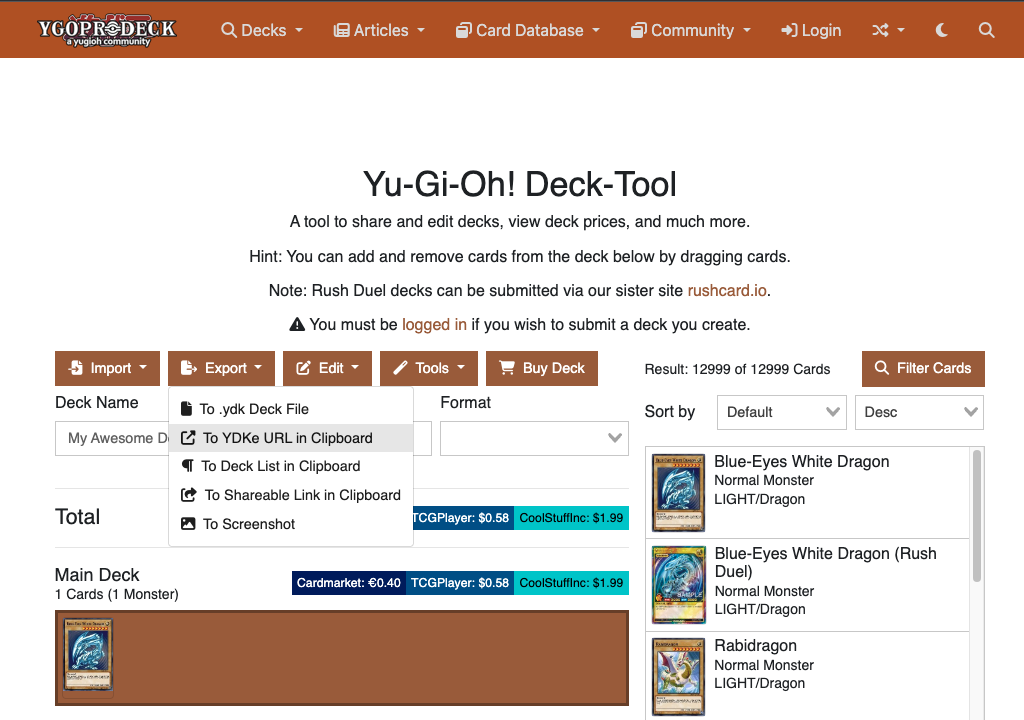 YGOPRODECK
a yugioh community
Decks
Articles
Card Database
Community
Login
Yu-Gi-Oh! Deck-Tool
A tool to share and edit decks, view deck prices, and much more.
Hint: You can add and remove cards from the deck below by dragging cards.
Note: Rush Duel decks can be submitted via our sister site rushcard.io.
You must be logged in if you wish to submit a deck you create.
Import
Export
Edit
Tools
Buy Deck
To .ydk Deck File
To YDKe URL in Clipboard
To Deck List in Clipboard
To Shareable Link in Clipboard
To Screenshot
Deck Name
My Awesome D
Format
Total
TCGPlayer: $0.58 CoolStuffInc: $1.99
Main Deck
1 Cards (1 Monster)
Cardmarket: €0.40 TCGPlayer: $0.58 CoolStuffInc: $1.99
Result: 12999 of 12999 Cards
Filter Cards
Sort by
Default
Desc
Blue-Eyes White Dragon
Normal Monster
LIGHT/Dragon
Blue-Eyes White Dragon (Rush
Duel)
Normal Monster
LIGHT/Dragon
SAMPLE
Rabidragon
Normal Monster
LIGHT/Dragon